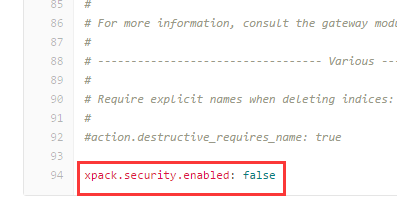 85 #
86 # For more information, consult the gateway modu
87 #
88 # ---------------------------------- Various ---
89 #
90 # Require explicit names when deleting indices:
91 #
92 #action.destructive_requires_name: true
93
94 xpack.security.enabled: false